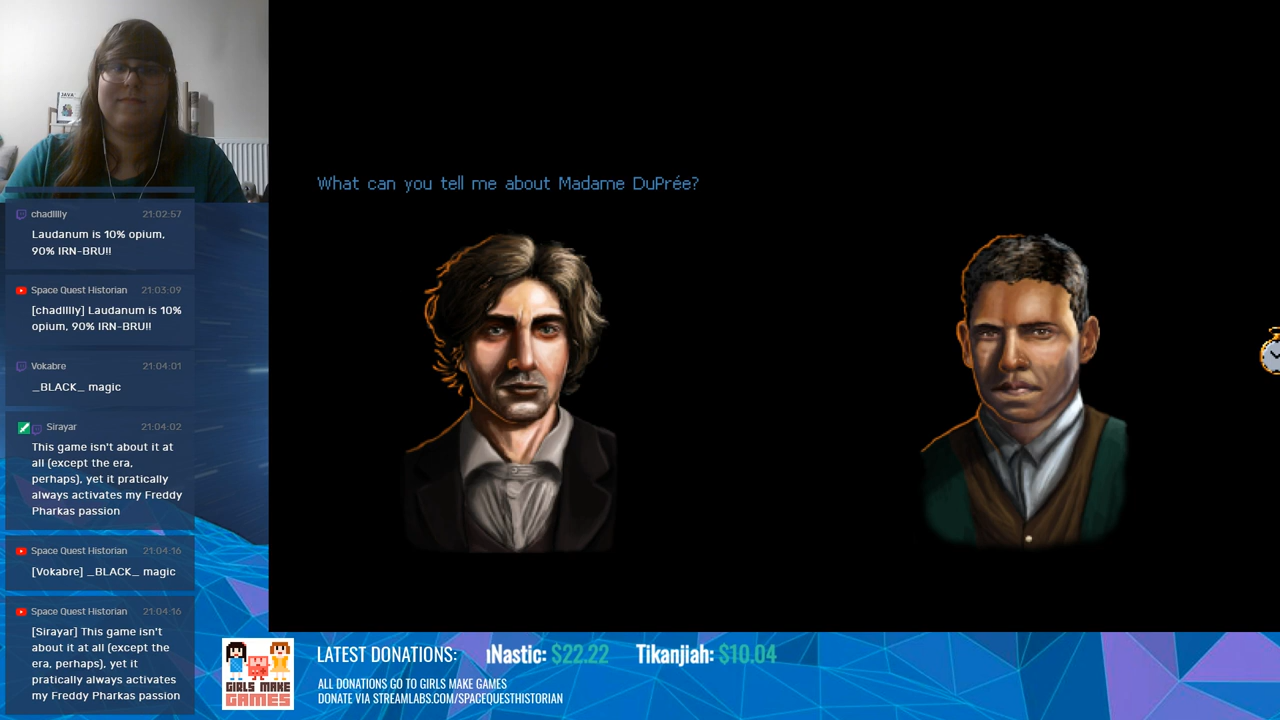 JAVA
What can you tell me about Madame DuPrée?
chadlllly 21:02:57
Laudanum is 10% opium,
90% IRN-BRU!!
Space Quest Historian 21:03:09
[chadlllly] Laudanum is 10%
opium, 90% IRN-BRU!!
Vokabre 21:04:01
_BLACK_ magic
Sirayar 21:04:02
This game isn't about it at
all (except the era,
perhaps), yet it pratically
always activates my Freddy
Pharkas passion
Space Quest Historian 21:04:16
[Vokabre] _BLACK_ magic
Space Quest Historian 21:04:16
[Sirayar] This game isn't
about it at all (except the
era, perhaps), yet it
pratically always activates
my Freddy Pharkas passion
GIRLS MAKE
GAMES
LATEST DONATIONS: Nastic: $22.22 Tikanjiah: $10.04
ALL DONATIONS GO TO GIRLS MAKE GAMES
DONATE VIA STREAMLABS.COM/SPACEQUESTHISTORIAN